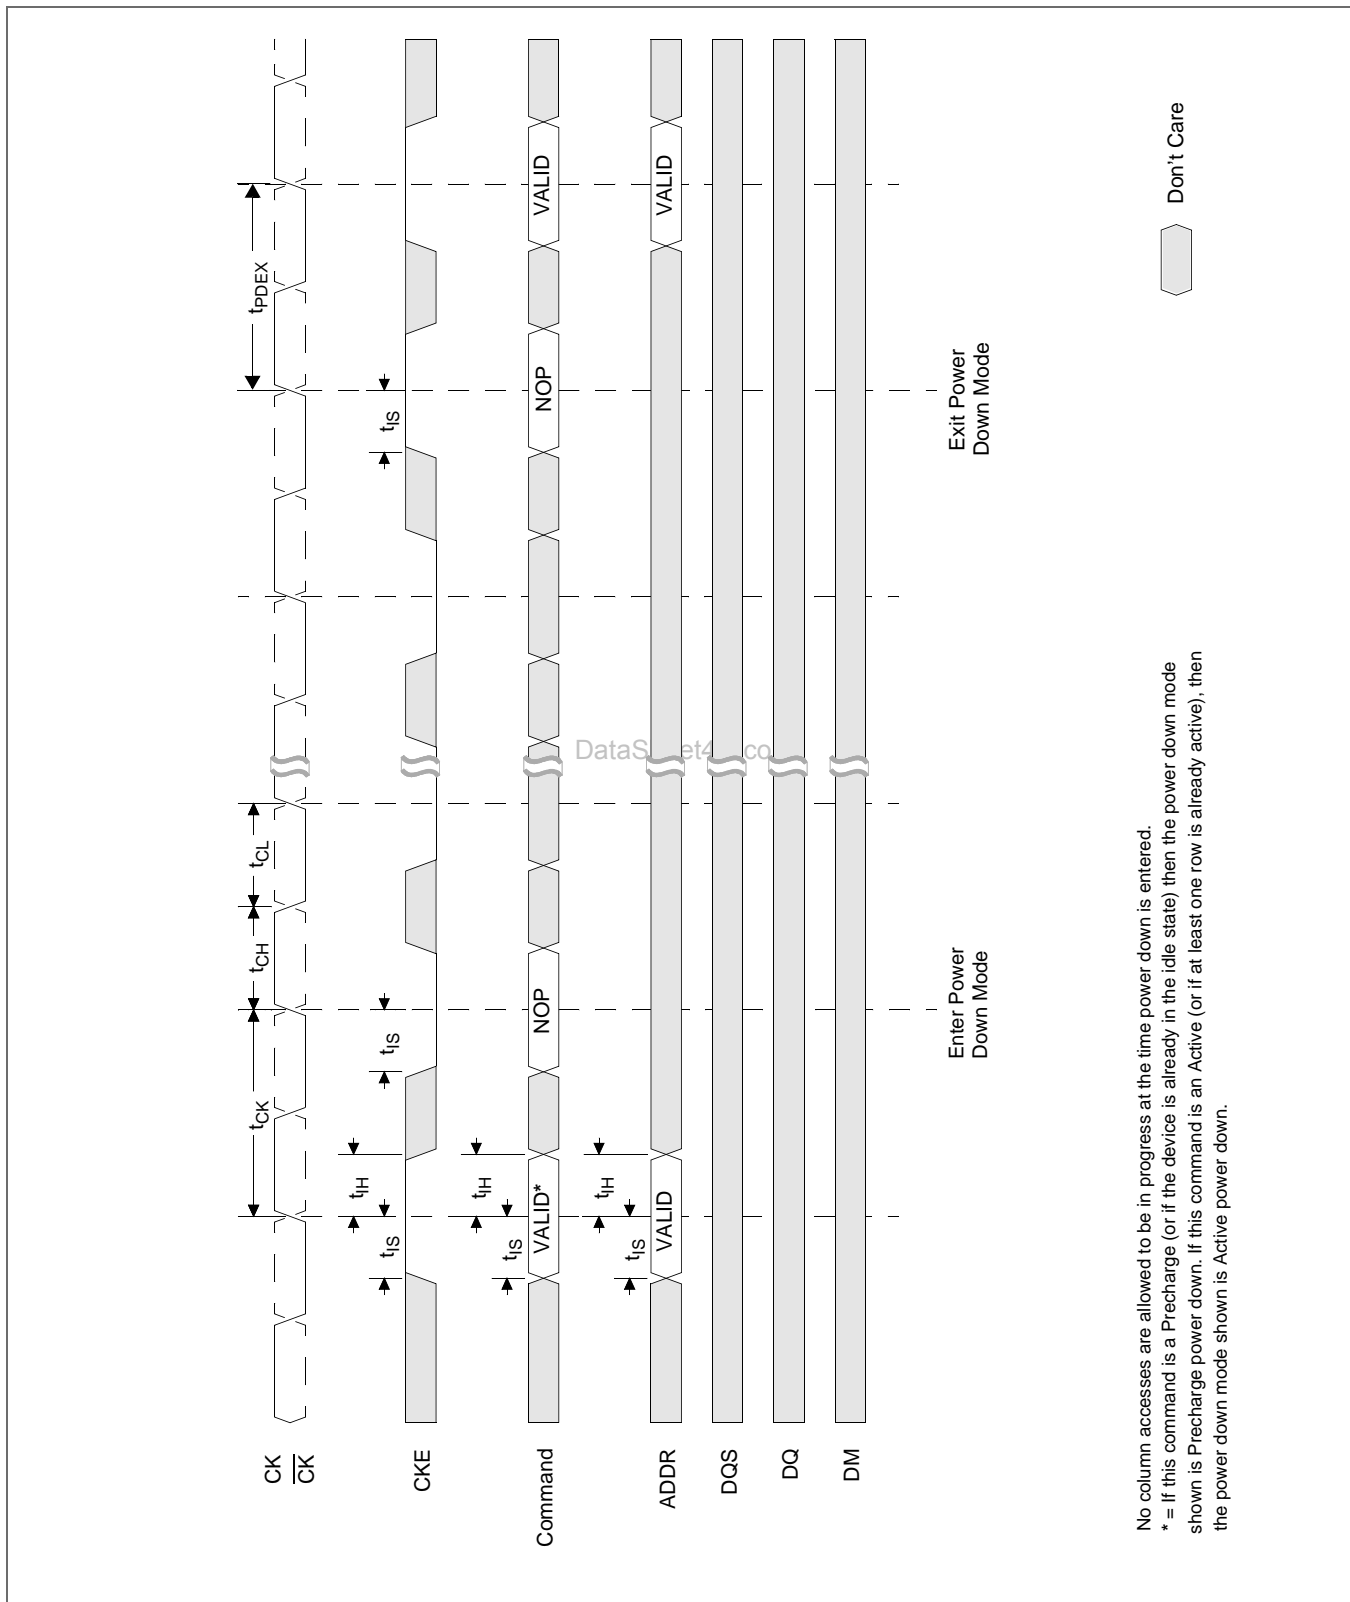 tCK
tCH
tCL
tPDEX
CK
CK
tIS
tIH
tIS
tIS
CKE
tIS
tIH
VALID*
NOP
NOP
VALID
Command
tIS
tIH
VALID
VALID
ADDR
DQS
DQ
DM
Enter Power
Down Mode
Exit Power
Down Mode
Don't Care
No column accesses are allowed to be in progress at the time power down is entered.
* = If this command is a Precharge (or if the device is already in the idle state) then the power down mode
shown is Precharge power down. If this command is an Active (or if at least one row is already active), then
the power down mode shown is Active power down.